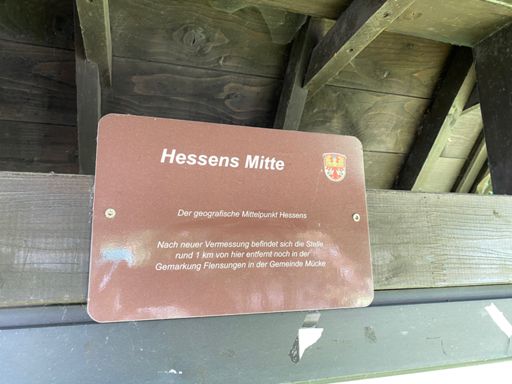 Hessens Mitte
Der geografische Mittelpunkt Hessens
Nach neuer Vermessung befindet sich die Stelle
rund 1 km von hier entfernt noch in der
Gemarkung Flensungen in der Gemeinde Mücke